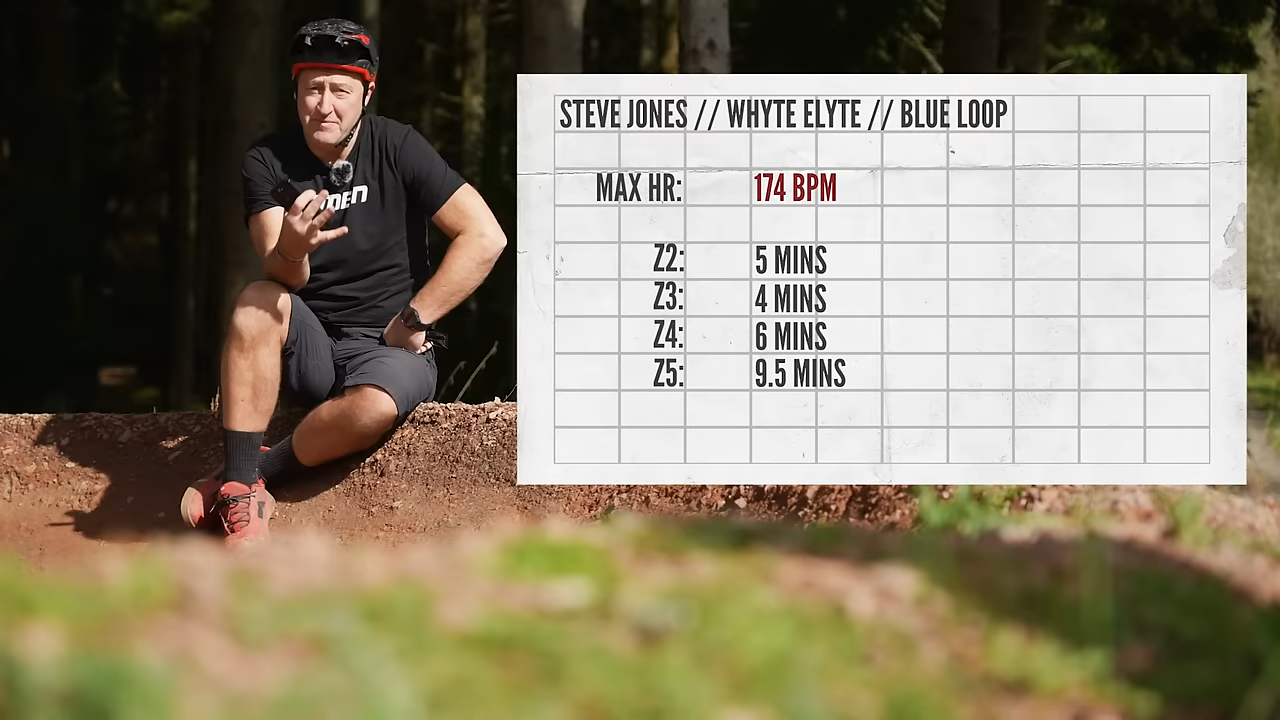 STEVE JONES // WHYTE ELYTE // BLUE LOOP
MAX HR: 174 BPM
Z2: 5 MINS
Z3: 4 MINS
Z4: 6 MINS
Z5: 9.5 MINS